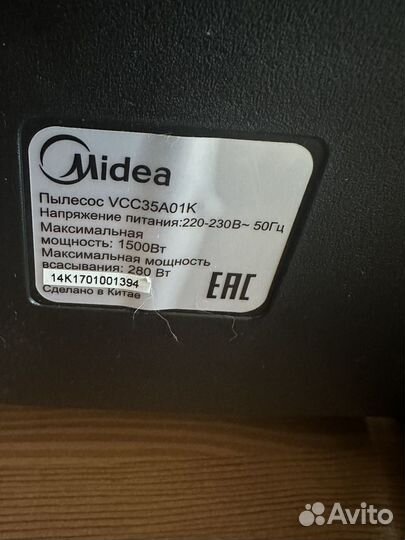 Midea
Пылесос VCC35A01K
Напряжение питания:220-230В~ 50Гц
Максимальная
мощность: 1500Вт
Максимальная мощность
всасывания: 280 Вт
14K1701001394
Сделано в Китае
EAC
Avito